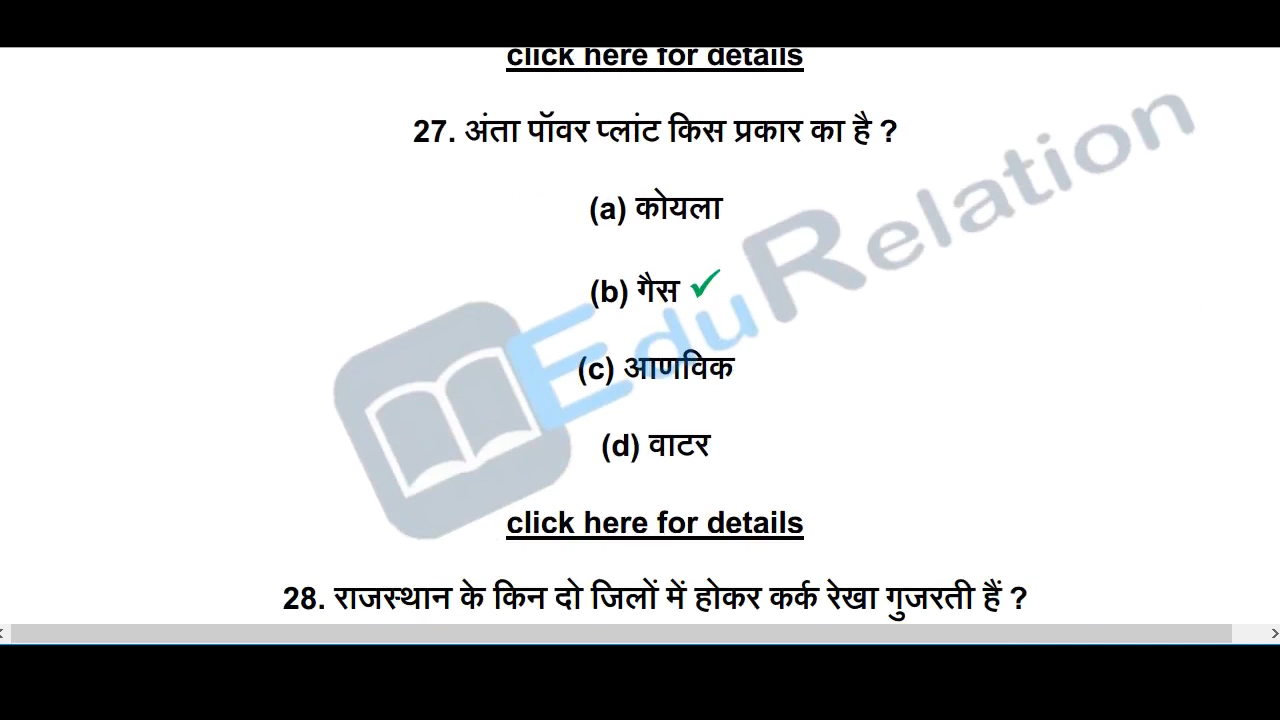 click here for details
27. अंता पॉवर प्लांट किस प्रकार का है ?
(a) कोयला
(b) गैस ✓
(c) आणविक
(d) वाटर
EduRelation
click here for details
28. राजस्थान के किन दो जिलों में होकर कर्क रेखा गुजरती हैं ?